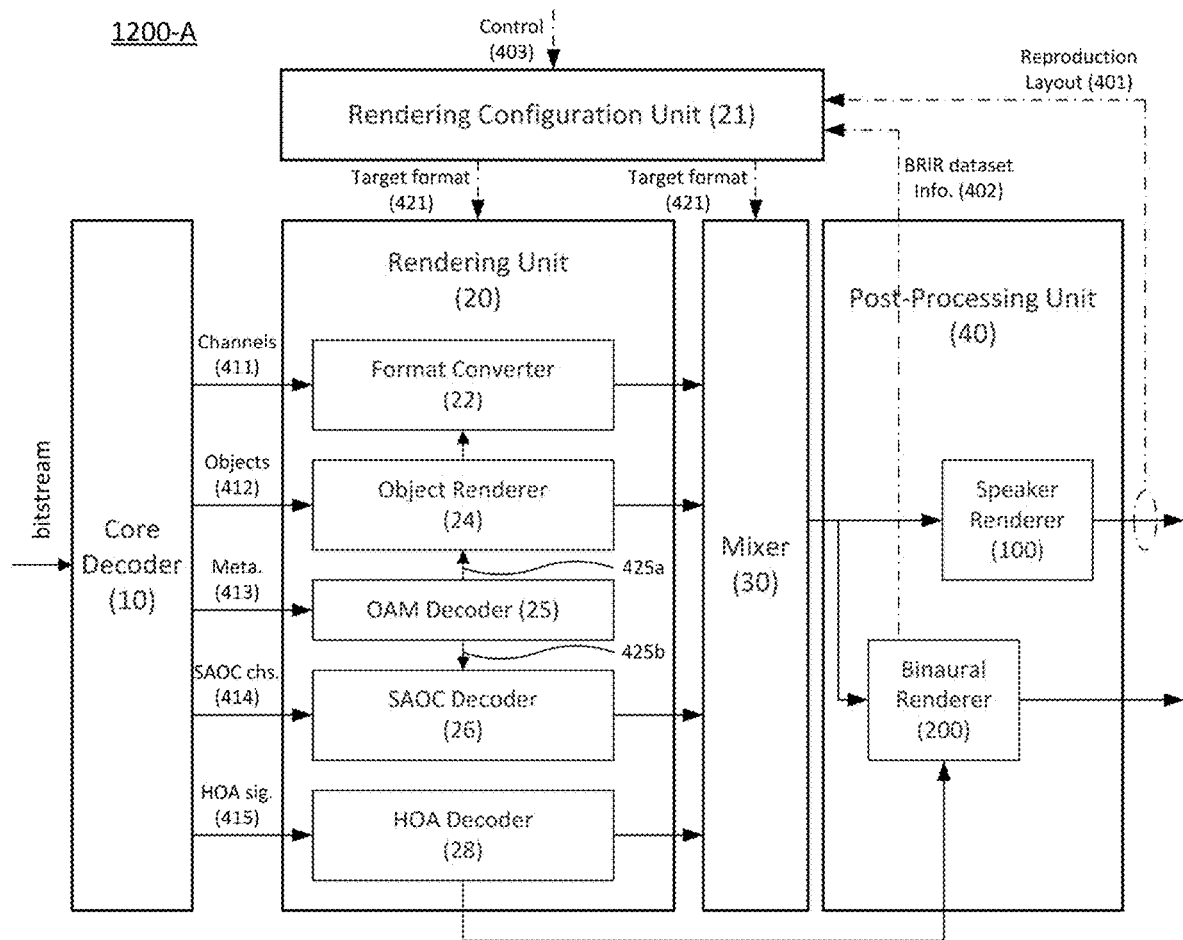 1200-A
Control
(403)
Reproduction
Layout (401)
Rendering Configuration Unit (21)
Target format
(421)
Target format
(421)
BRIR dataset
Info. (402)
Rendering Unit
(20)
Post-Processing Unit
(40)
Channels
(411)
Format Converter
(22)
Objects
(412)
Object Renderer
(24)
Speaker
Renderer
(100)
bitstream
Core
Decoder
(10)
Mixer
(30)
425a
Meta.
(413)
OAM Decoder (25)
425b
SAOC chs.
(414)
SAOC Decoder
(26)
Binaural
Renderer
(200)
HOA sig.
(415)
HOA Decoder
(28)